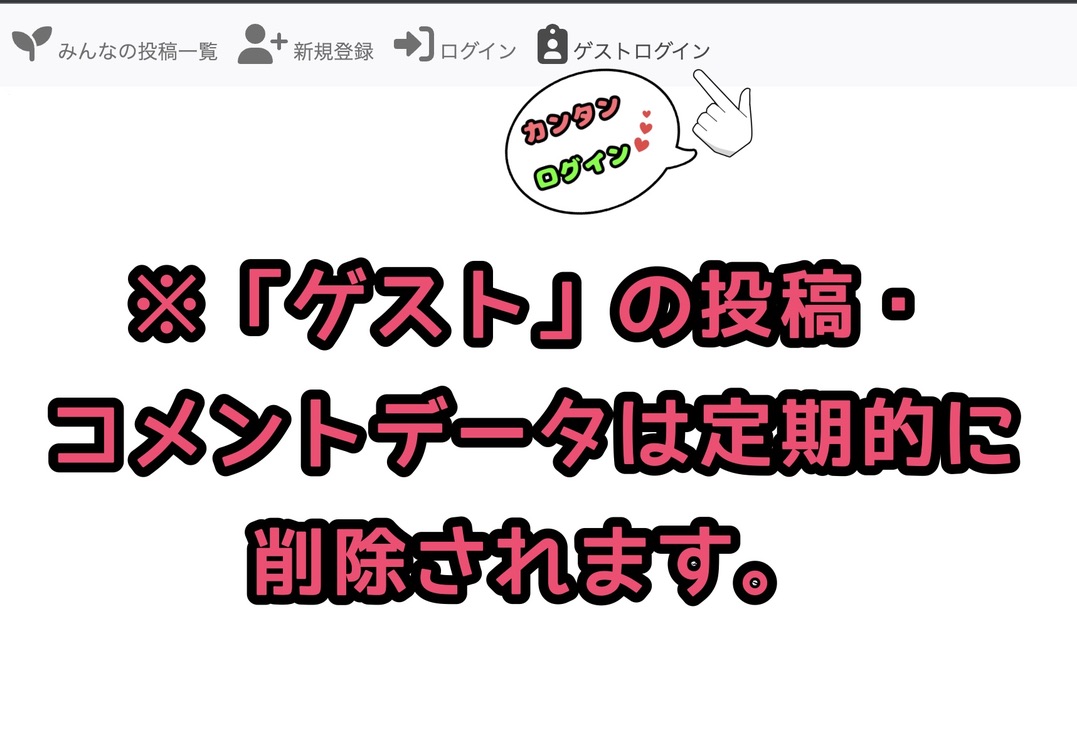 みんなの投稿一覧 新規登録 ログイン ゲストログイン
カンタン
ログイン
※「ゲスト」の投稿・
コメントデータは定期的に
削除されます。